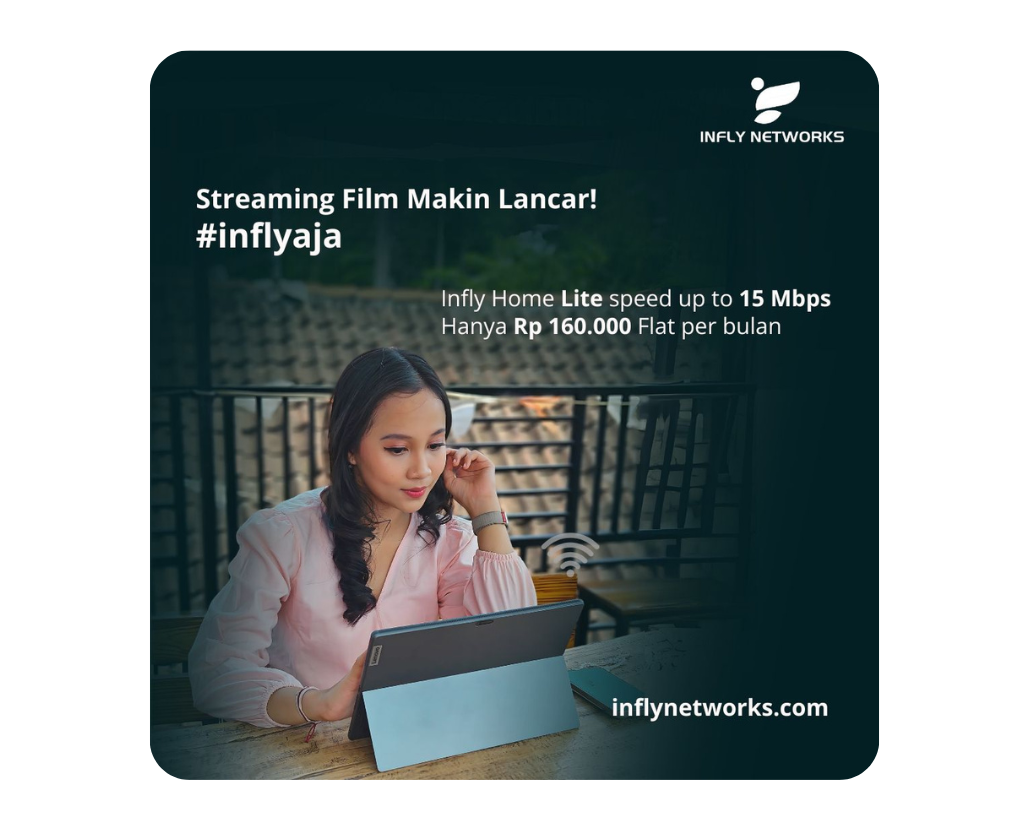 INFLY NETWORKS
Streaming Film Makin Lancar!
#inflyaja
Infly Home Lite speed up to 15 Mbps
Hanya Rp 160.000 Flat per bulan
inflynetworks.com